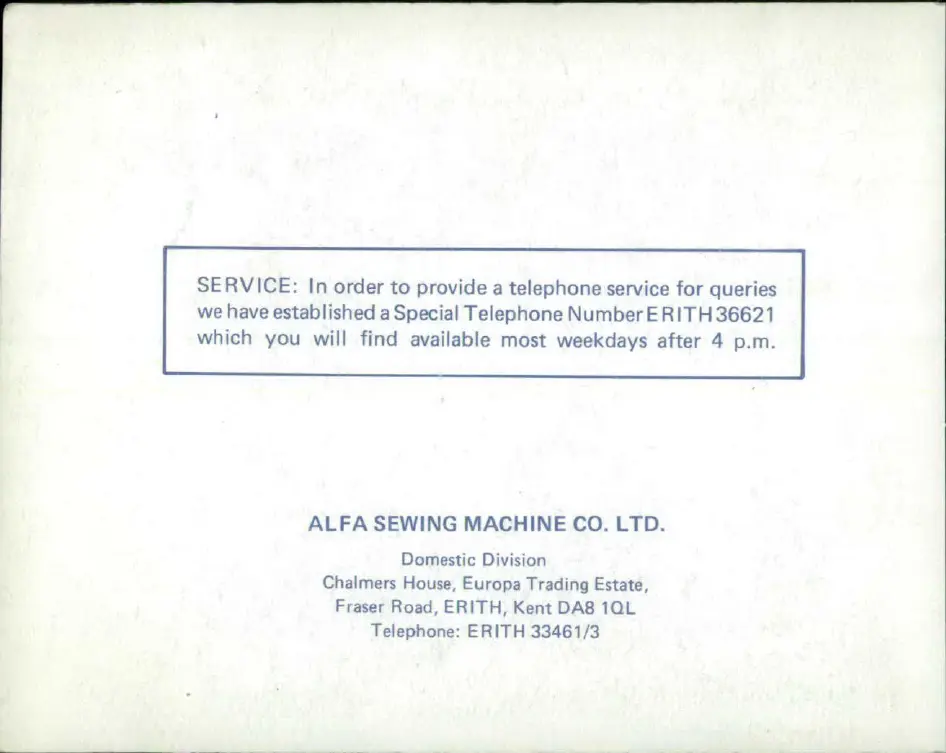 SERVICE: In order to provide a telephone service for queries
we have established a Special Telephone Number ERITH 36621
which you will find available most weekdays after 4 p.m.
ALFA SEWING MACHINE CO. LTD.
Domestic Division
Chalmers House, Europa Trading Estate,
Fraser Road, ERITH, Kent DA8 1QL
Telephone: ERITH 33461/3